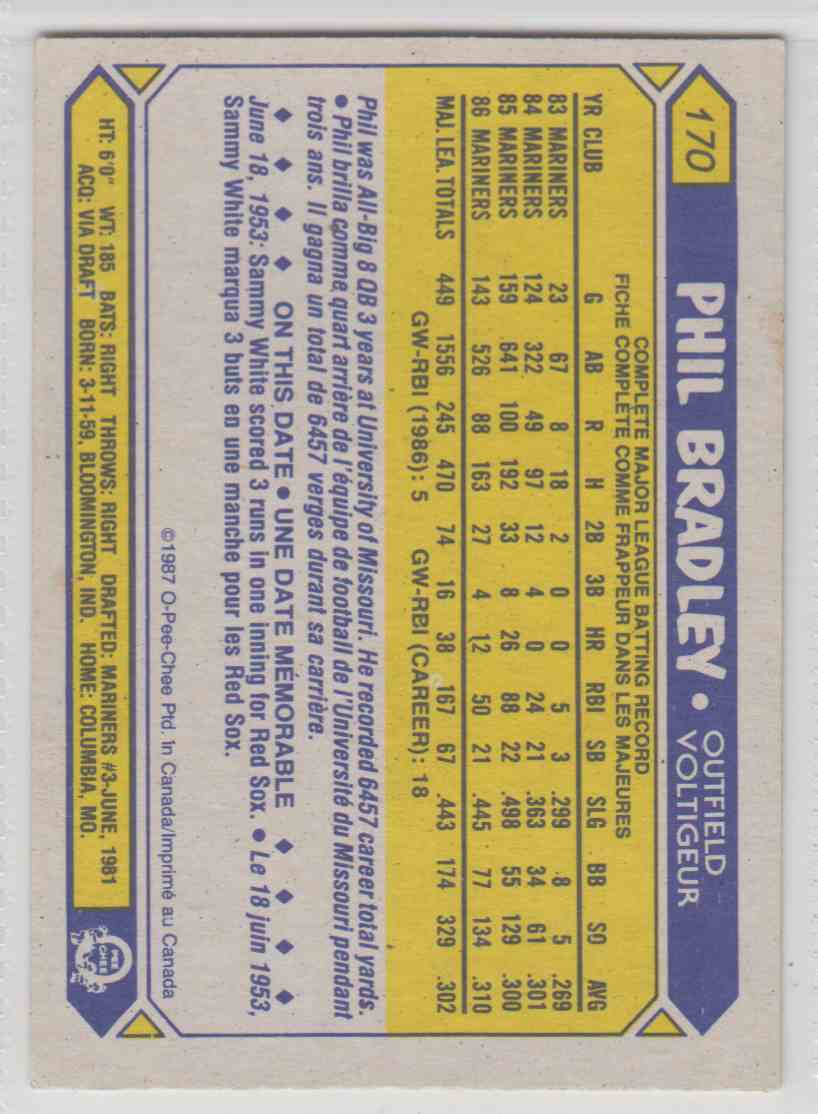 170
PHIL BRADLEY • OUTFIELD
VOLTIGEUR
COMPLETE MAJOR LEAGUE BATTING RECORD
FICHE COMPLÈTE COMME FRAPPEUR DANS LES MAJEURES
YR CLUB G AB R H 2B 3B HR RBI SB SLG BB SO AVG
83 MARINERS 23 67 8 18 2 0 0 5 3 .299 8 5 .269
84 MARINERS 124 322 49 97 12 4 0 24 21 .363 34 61 .301
85 MARINERS 159 641 100 192 33 8 26 88 22 .498 55 129 .300
86 MARINERS 143 526 88 163 27 4 12 50 21 .445 77 134 .310
MAJ. LEA. TOTALS 449 1556 245 470 74 16 38 167 67 .443 174 329 .302
GW-RBI (1986): 5 GW-RBI (CAREER): 18
Phil was All-Big 8 QB 3 years at University of Missouri. He recorded 6457 career total yards.
• Phil brilla comme quart arrière de l'équipe de football de l'Université du Missouri pendant
trois ans. Il gagna un total de 6457 verges durant sa carrière.
♦ ♦ ♦ ♦ ON THIS DATE • UNE DATE MÉMORABLE ♦ ♦ ♦ ♦
June 18, 1953: Sammy White scored 3 runs in one inning for Red Sox. • Le 18 juin 1953,
Sammy White marqua 3 buts en une manche pour les Red Sox.
©1987 O-Pee-Chee Ptd. in Canada/Imprimé au Canada
HT: 6'0" WT: 185 BATS: RIGHT THROWS: RIGHT DRAFTED: MARINERS #3-JUNE, 1981
ACQ: VIA DRAFT BORN: 3-11-59, BLOOMINGTON, IND. HOME: COLUMBIA, MO.
O PEE CHEE